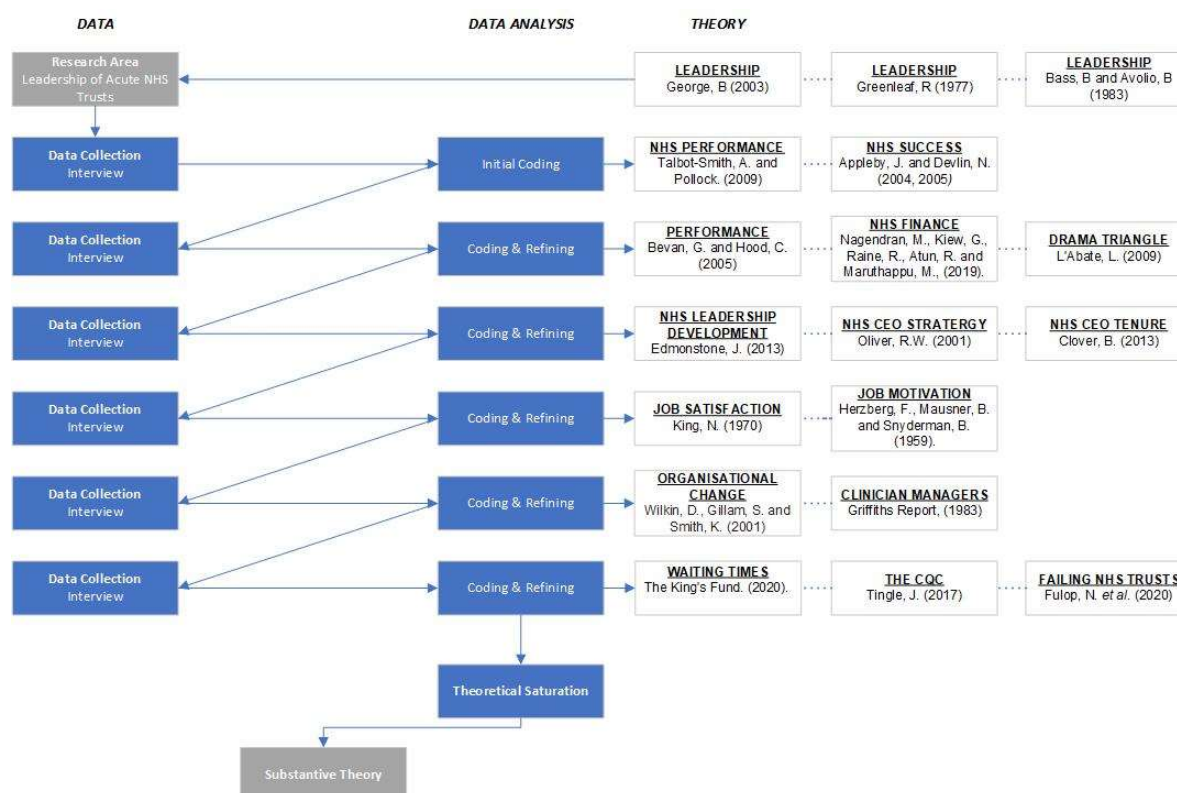 DATA
DATA ANALYSIS
THEORY
Research Area
Leadership of Acute NHS
Trusts
LEADERSHIP
George, B (2003)
LEADERSHIP
Greenleaf, R (1977)
LEADERSHIP
Bass, B and Avolio, B
(1983)
Data Collection
Interview
Initial Coding
NHS PERFORMANCE
Talbot-Smith, A. and
Pollock. (2009)
NHS SUCCESS
Appleby, J. and Devlin, N.
(2004, 2005)
Data Collection
Interview
Coding & Refining
PERFORMANCE
Bevan, G. and Hood, C.
(2005)
NHS FINANCE
Nagendran, M., Kiew, G.,
Raine, R., Atun, R. and
Maruthappu, M., (2019).
DRAMA TRIANGLE
L'Abate, L. (2009)
Data Collection
Interview
Coding & Refining
NHS LEADERSHIP
DEVELOPMENT
Edmonstone, J. (2013)
NHS CEO STRATERGY
Oliver, R.W. (2001)
NHS CEO TENURE
Clover, B. (2013)
Data Collection
Interview
Coding & Refining
JOB SATISFACTION
King, N. (1970)
JOB MOTIVATION
Herzberg, F., Mausner, B.
and Snyderman, B.
(1959).
Data Collection
Interview
Coding & Refining
ORGANISATIONAL
CHANGE
Wilkin, D., Gillam, S. and
Smith, K. (2001)
CLINICIAN MANAGERS
Griffiths Report, (1983)
Data Collection
Interview
Coding & Refining
WAITING TIMES
The King's Fund. (2020).
THE CQC
Tingle, J. (2017)
FAILING NHS TRUSTS
Fulop, N. et al. (2020)
Theoretical Saturation
Substantive Theory